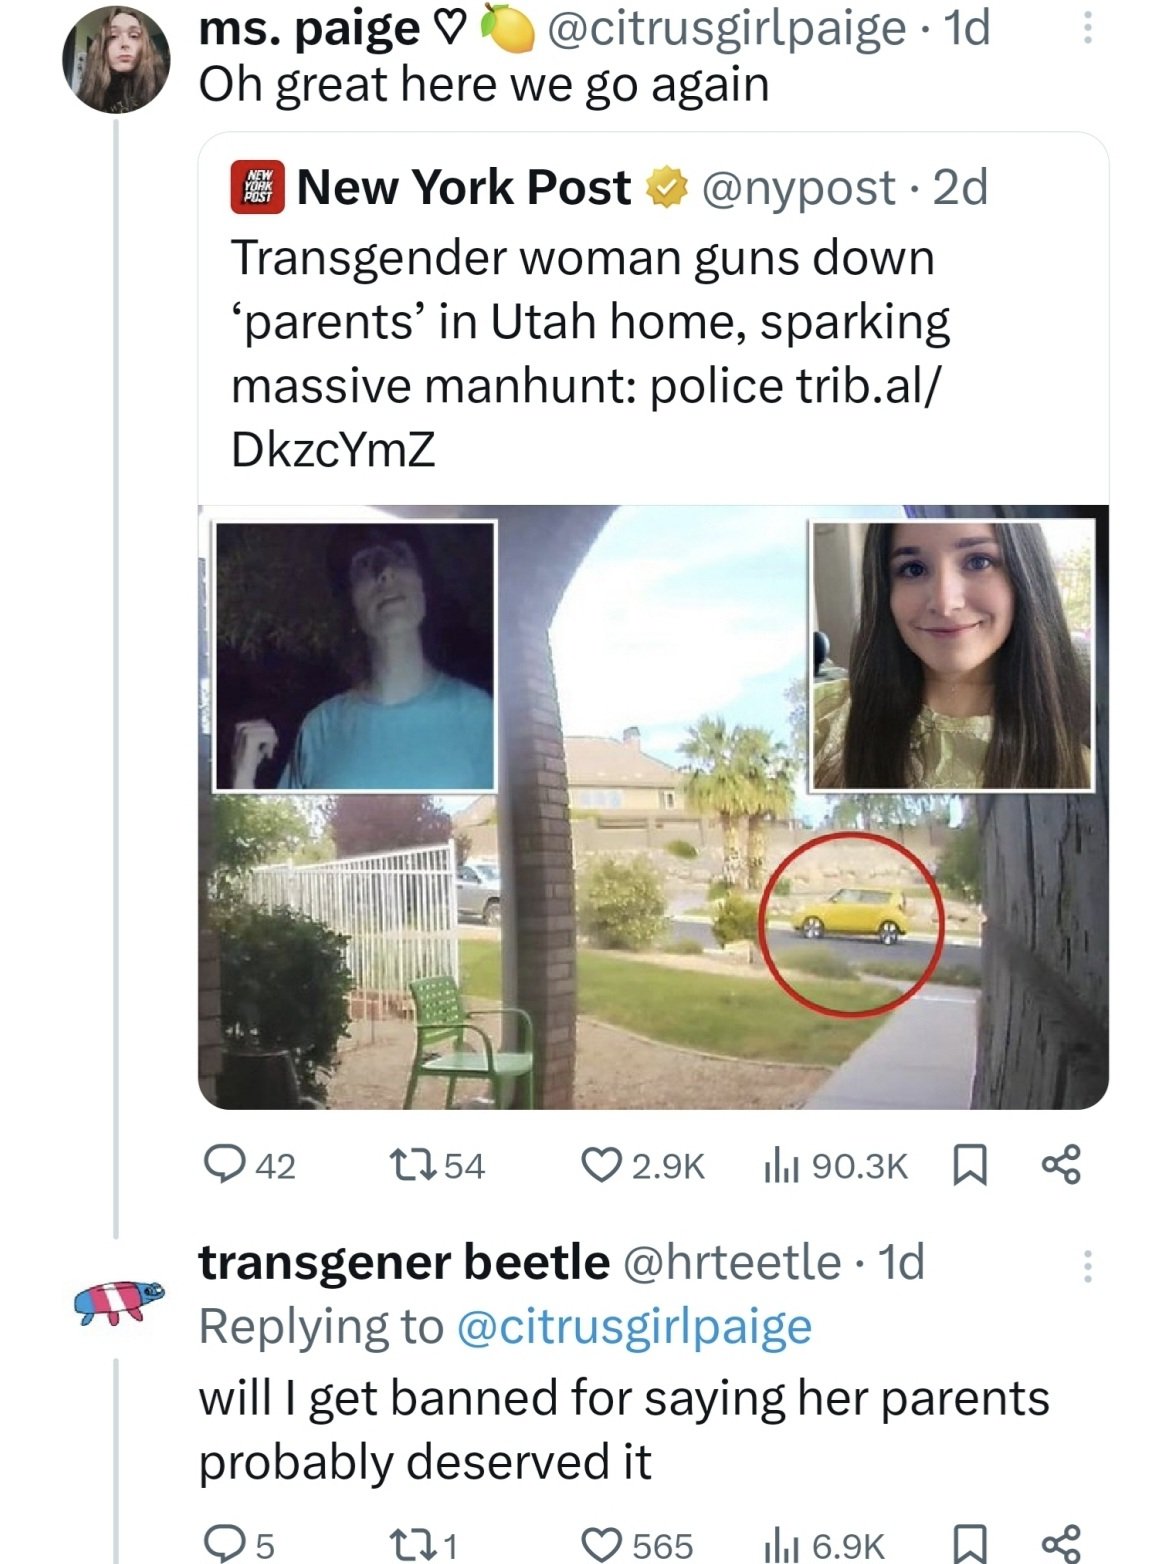 ms. paige ♡ 🍋 @citrusgirlpaige · 1d
Oh great here we go again
NEW
YORK
POST
New York Post @nypost · 2d
Transgender woman guns down
‘parents’ in Utah home, sparking
massive manhunt: police trib.al/
DkzcYmZ
42 54 2.9K 90.3K
transgener beetle @hrteetle · 1d
Replying to @citrusgirlpaige
will I get banned for saying her parents
probably deserved it
5 1 565 6.9K